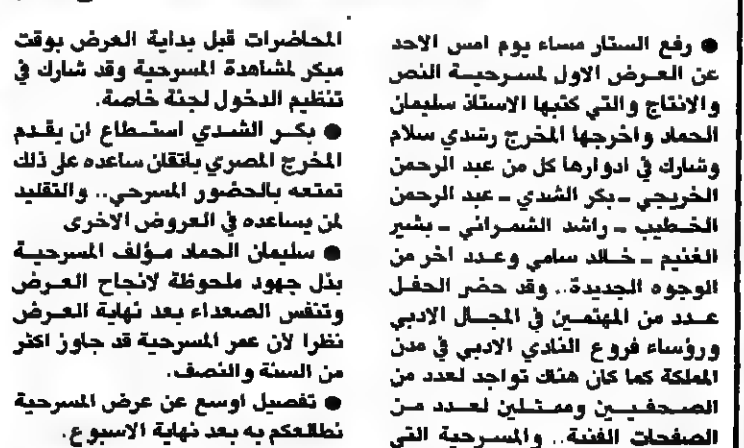 ● رفع الستار مساء يوم امس الاحد
عن العرض الاول لمسرحية النص
والانتاج والتي كتبها الاستاذ سليمان
الحماد واخرجها المخرج رشدي سلام
وشارك في ادوارها كل من عبد الرحمن
الخريجي - بكر الشدي - عبد الرحمن
الخطيب - راشد الشمراني - بشير
الغنيم - خالد سامي وعدد اخر من
الوجوه الجديدة.. وقد حضر الحفل
عدد من المهتمين في المجال الادبي
ورؤساء فروع النادي الادبي في مدن
المملكة كما كان هناك تواجد لعدد من
الصحفيين وممثلين لعدد من
الصفحات الفنية.. والمسرحية التي
المحاضرات قبل بداية العرض بوقت
مبكر لمشاهدة المسرحية وقد شارك في
تنظيم الدخول لجنة خاصة.
● بكر الشدي استطاع ان يقدم
المخرج المصري باتقان ساعده على ذلك
تمتعه بالحضور المسرحي.. والتقليد
لن يساعده في العروض الاخرى
● سليمان الحماد مؤلف المسرحية
بذل جهود ملحوظة لانجاح العرض
وتنفس الصعداء بعد نهاية العرض
نظرا لان عمر المسرحية قد جاوز اكثر
من السنة والنصف.
● تفصيل اوسع عن عرض المسرحية
نطالعكم به بعد نهاية الاسبوع.